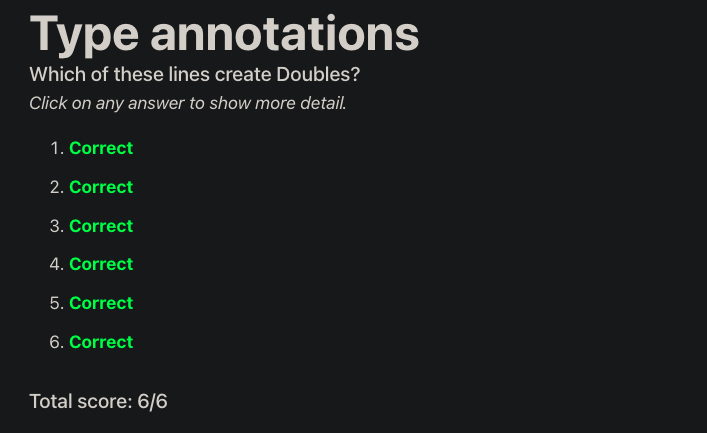 Type annotations
Which of these lines create Doubles?
Click on any answer to show more detail.
1. Correct
2. Correct
3. Correct
4. Correct
5. Correct
6. Correct
Total score: 6/6